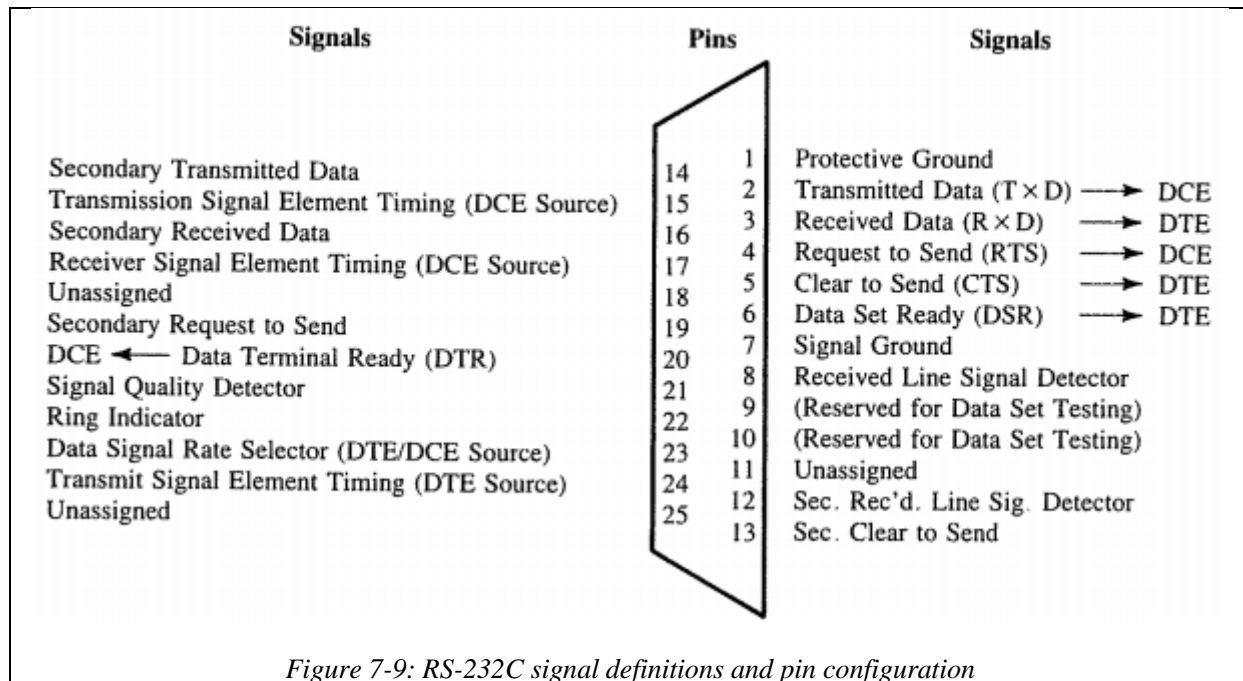 Signals Pins Signals
Secondary Transmitted Data 14
Transmission Signal Element Timing (DCE Source) 15
Secondary Received Data 16
Receiver Signal Element Timing (DCE Source) 17
Unassigned 18
Secondary Request to Send 19
DCE ← Data Terminal Ready (DTR) 20
Signal Quality Detector 21
Ring Indicator 22
Data Signal Rate Selector (DTE/DCE Source) 23
Transmit Signal Element Timing (DTE Source) 24
Unassigned 25
1 Protective Ground
2 Transmitted Data (T×D) → DCE
3 Received Data (R×D) → DTE
4 Request to Send (RTS) → DCE
5 Clear to Send (CTS) → DTE
6 Data Set Ready (DSR) → DTE
7 Signal Ground
8 Received Line Signal Detector
9 (Reserved for Data Set Testing)
10 (Reserved for Data Set Testing)
11 Unassigned
12 Sec. Rec'd. Line Sig. Detector
13 Sec. Clear to Send
Figure 7-9: RS-232C signal definitions and pin configuration